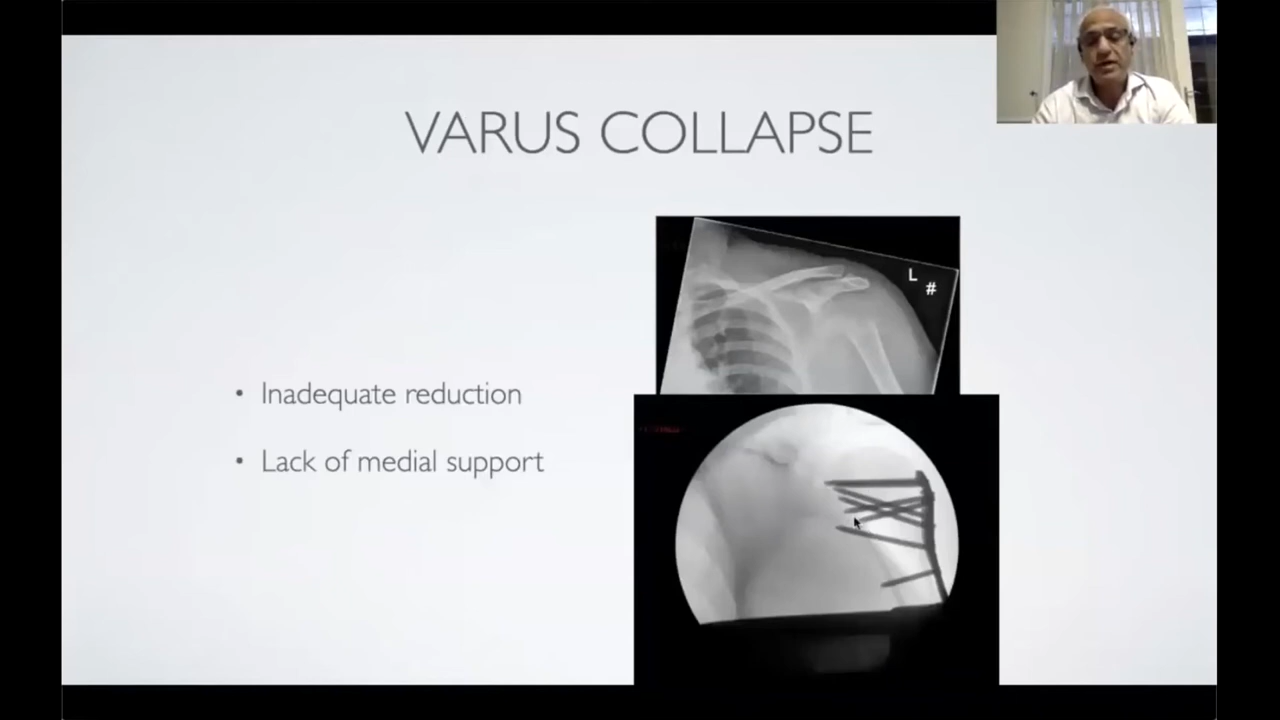 VARUS COLLAPSE
L
#
• Inadequate reduction
• Lack of medial support